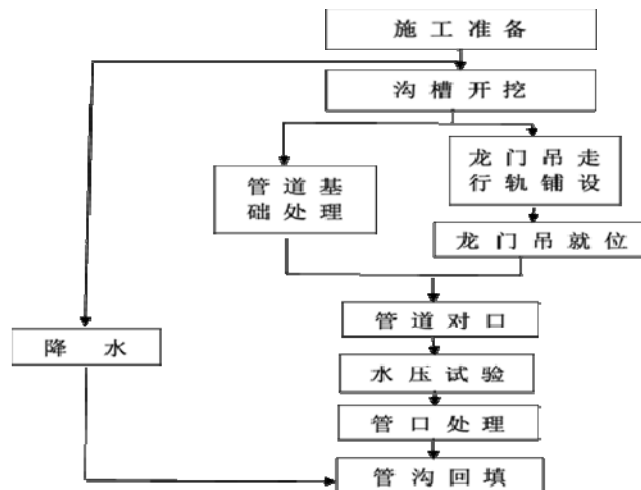 施工准备
沟槽开挖
龙门吊走
行轨铺设
管道基
础处理
龙门吊就位
管道对口
降水
水压试验
管口处理
管沟回填